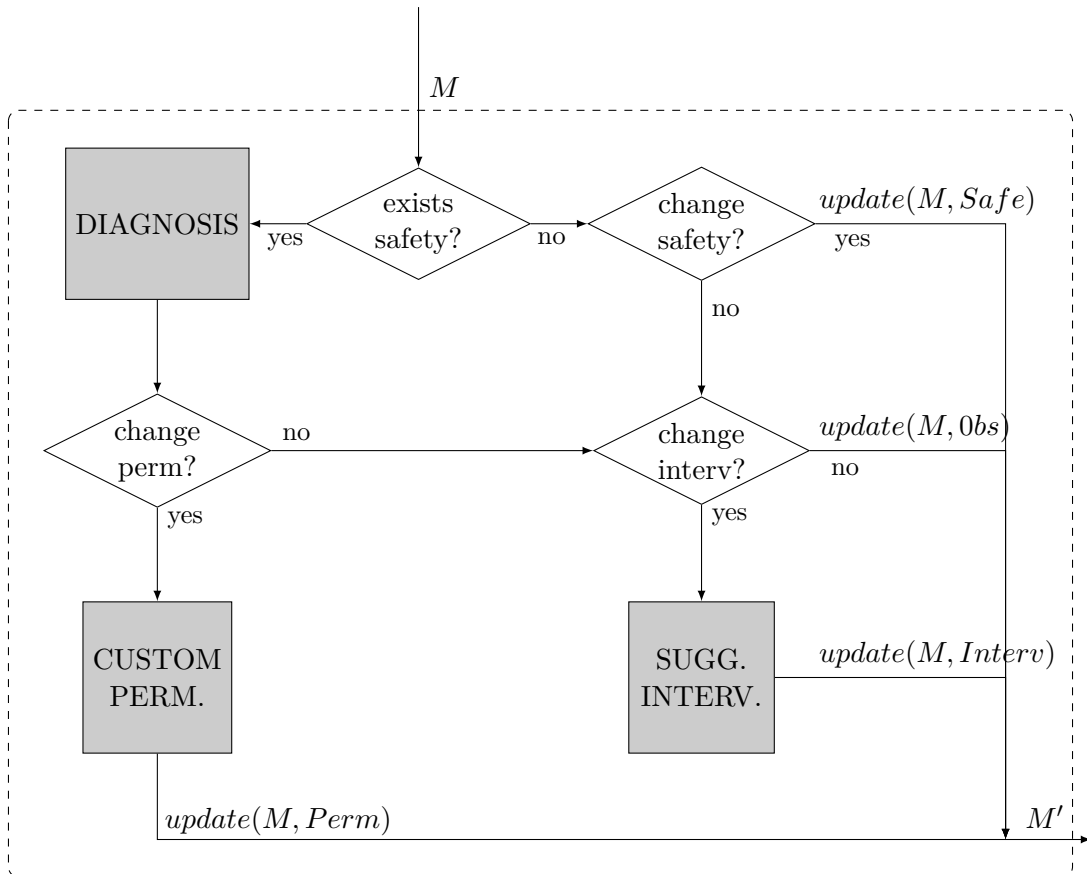 M
DIAGNOSIS
yes
exists
safety?
no
change
safety?
update(M, Safe)
yes
no
change
perm?
no
yes
change
interv?
update(M, 0bs)
no
yes
CUSTOM
PERM.
SUGG.
INTERV.
update(M, Interv)
update(M, Perm)
M′